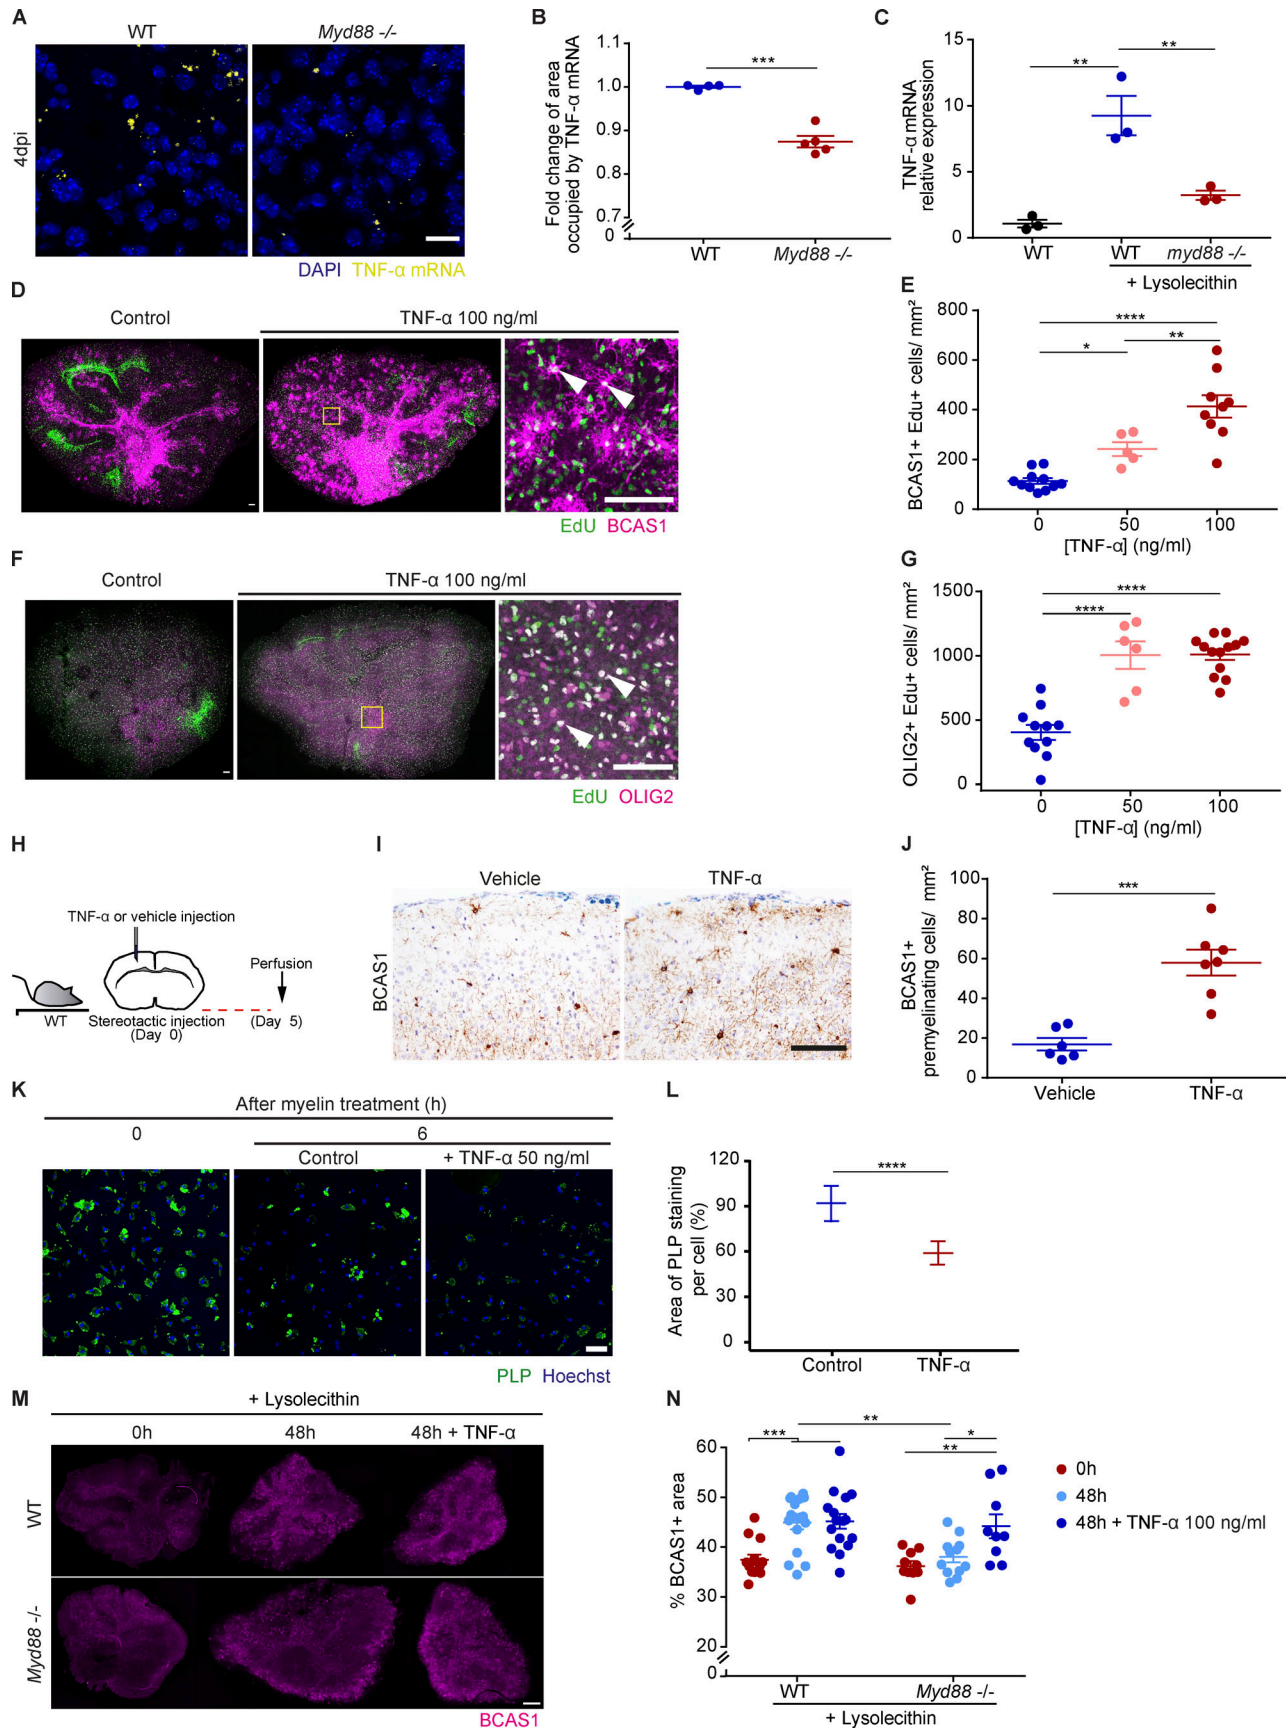 A
WT
Myd88 -/-
4dpi
DAPI TNF-α mRNA
B
Fold change of area
occupied by TNF-α mRNA
1.1
1.0
0.9
0.8
0.7
0
***
WT
Myd88 -/-
C
TNF-α mRNA
relative expression
15
10
5
0
**
**
WT
WT
myd88 -/-
+ Lysolecithin
D
Control
TNF-α 100 ng/ml
EdU BCAS1
E
BCAS1+ Edu+ cells/ mm²
800
600
400
200
0
****
*
**
0
50
100
[TNF-α] (ng/ml)
F
Control
TNF-α 100 ng/ml
EdU OLIG2
G
OLIG2+ Edu+ cells/ mm²
1500
1000
500
0
****
****
0
50
100
[TNF-α] (ng/ml)
H
TNF-α or vehicle injection
Perfusion
WT
Stereotactic injection
(Day 0)
(Day 5)
I
Vehicle
TNF-α
BCAS1
J
BCAS1+
premyelinating cells/ mm²
100
80
60
40
20
0
***
Vehicle
TNF-α
K
After myelin treatment (h)
0
6
Control
+ TNF-α 50 ng/ml
PLP Hoechst
L
Area of PLP staining
per cell (%)
120
90
60
30
0
****
Control
TNF-α
M
+ Lysolecithin
0h
48h
48h + TNF-α
WT
Myd88 -/-
BCAS1
N
% BCAS1+ area
60
50
40
30
20
0
***
**
*
**
WT
Myd88 -/-
+ Lysolecithin
0h
48h
48h + TNF-α 100 ng/ml